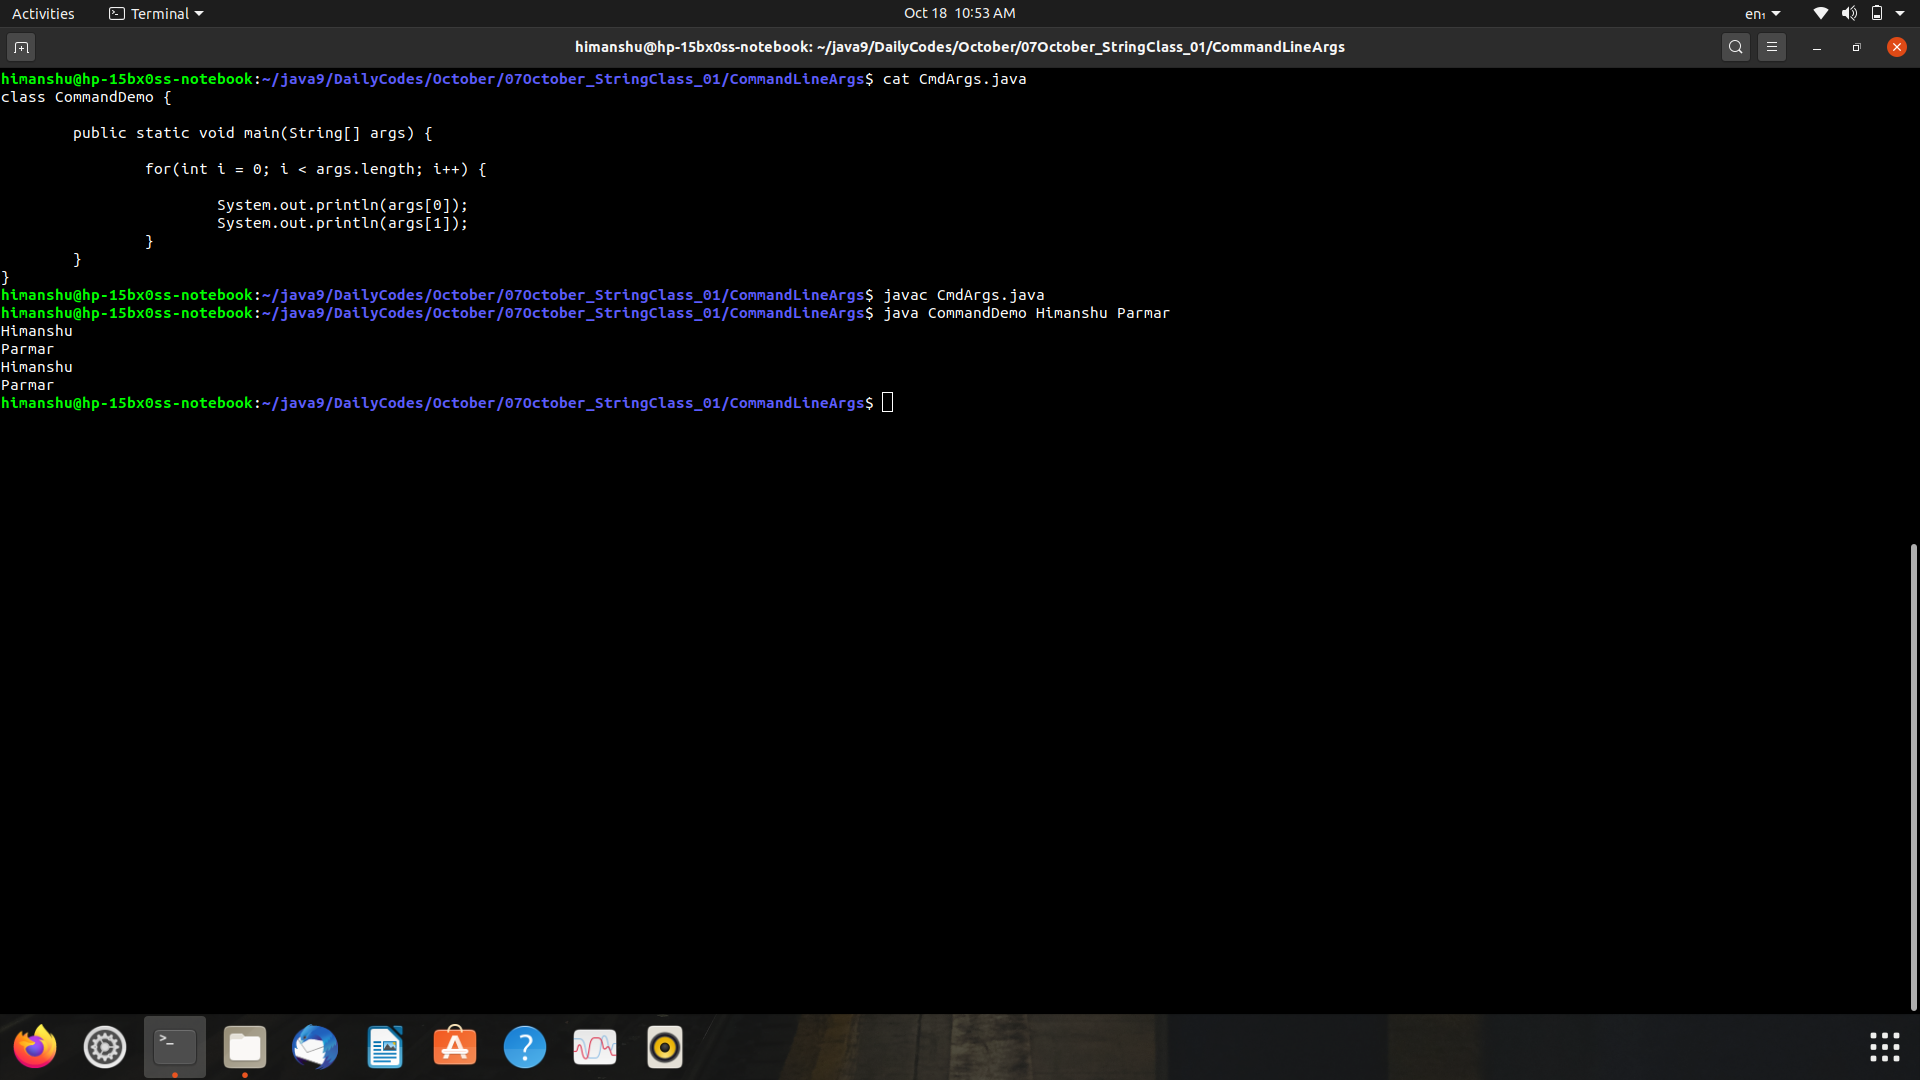 Activities Terminal Oct 18 10:53 AM en₁
himanshu@hp-15bx0ss-notebook: ~/java9/DailyCodes/October/07October_StringClass_01/CommandLineArgs
himanshu@hp-15bx0ss-notebook:~/java9/DailyCodes/October/07October_StringClass_01/CommandLineArgs$ cat CmdArgs.java
class CommandDemo {
        public static void main(String[] args) {
                for(int i = 0; i < args.length; i++) {
                        System.out.println(args[0]);
                        System.out.println(args[1]);
                }
        }
}
himanshu@hp-15bx0ss-notebook:~/java9/DailyCodes/October/07October_StringClass_01/CommandLineArgs$ javac CmdArgs.java
himanshu@hp-15bx0ss-notebook:~/java9/DailyCodes/October/07October_StringClass_01/CommandLineArgs$ java CommandDemo Himanshu Parmar
Himanshu
Parmar
Himanshu
Parmar
himanshu@hp-15bx0ss-notebook:~/java9/DailyCodes/October/07October_StringClass_01/CommandLineArgs$